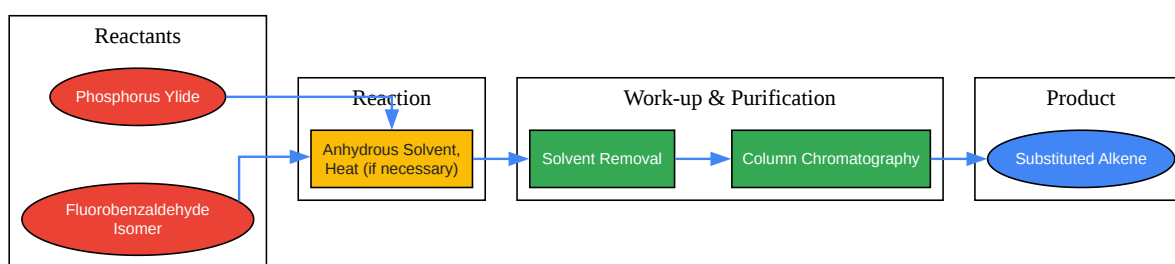 Reactants
Phosphorus Ylide
Fluorobenzaldehyde
Isomer
Reaction
Anhydrous Solvent,
Heat (if necessary)
Work-up & Purification
Solvent Removal
Column Chromatography
Product
Substituted Alkene